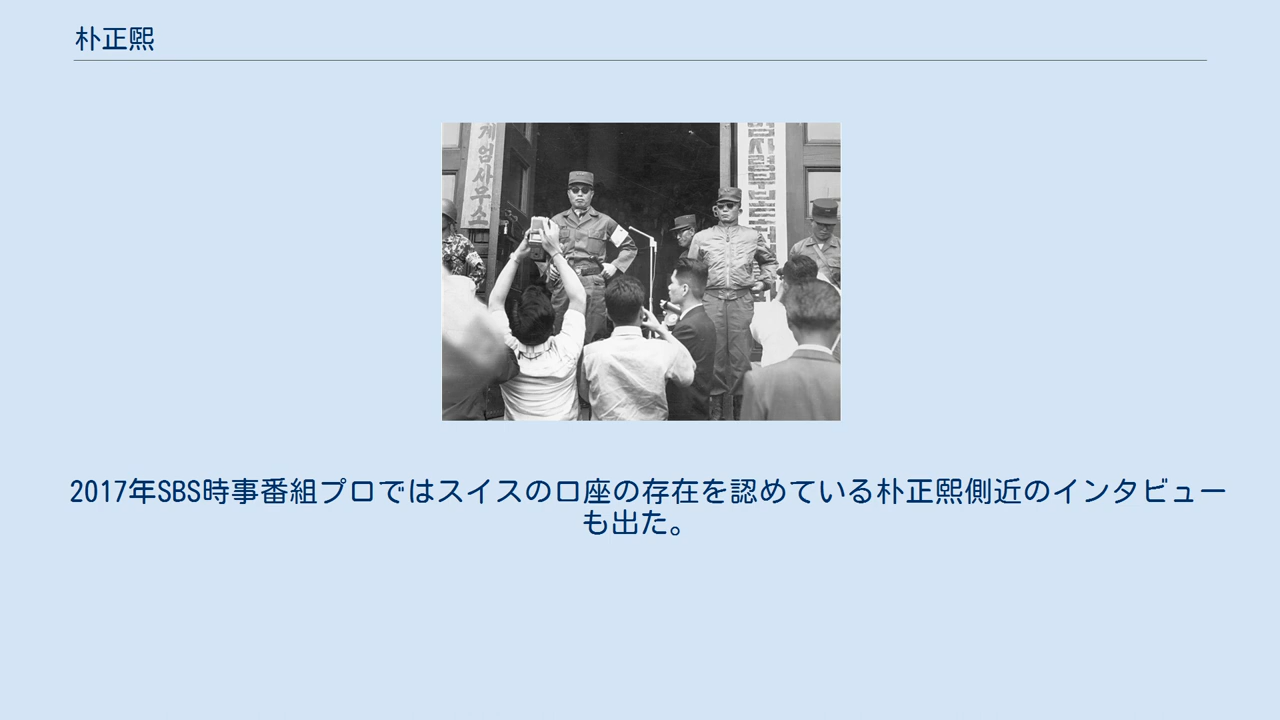 朴正熙
계엄사무소
2017年SBS時事番組プロではスイスの口座の存在を認めている朴正熙側近のインタビュー
も出た。